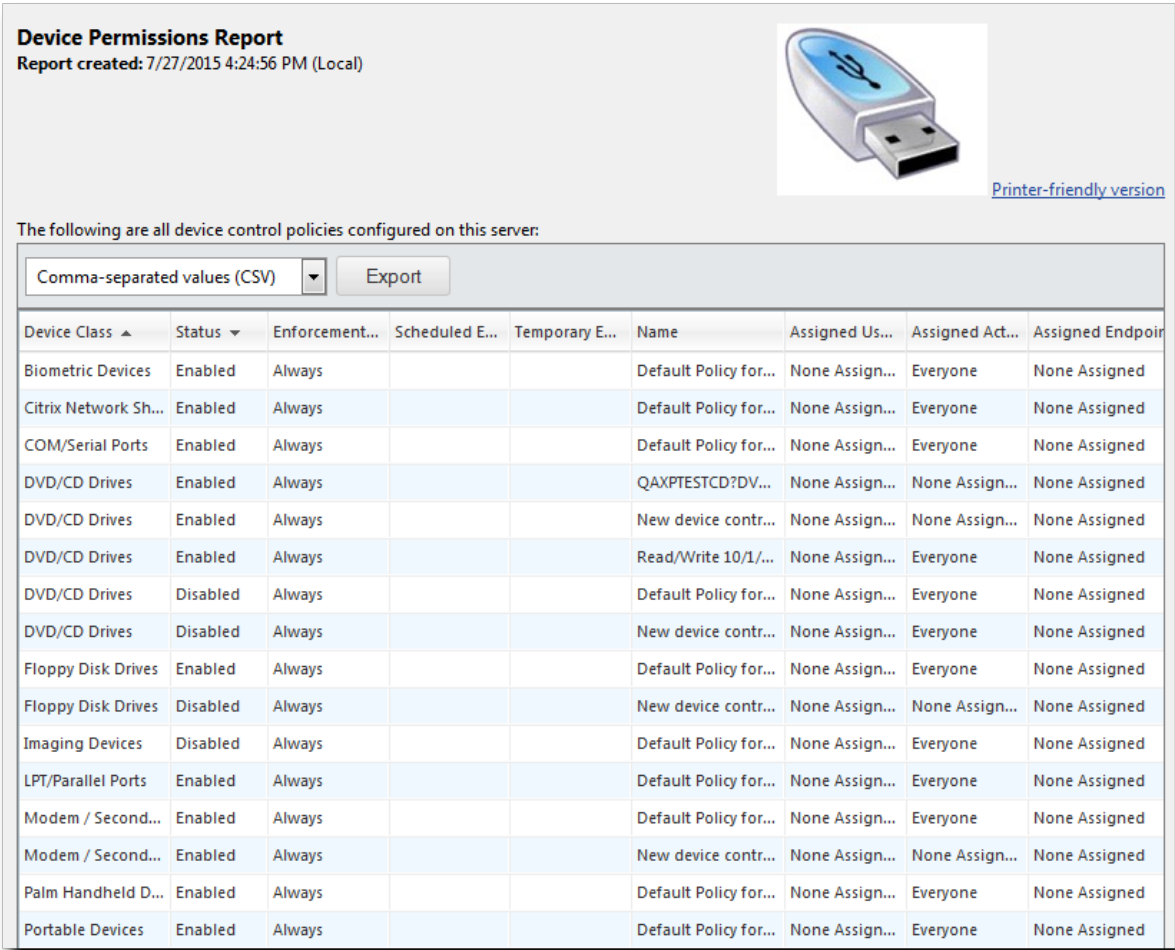 Device Permissions Report
Report created: 7/27/2015 4:24:56 PM (Local)
Printer-friendly version
The following are all device control policies configured on this server:
Comma-separated values (CSV) Export
Device Class Status Enforcement... Scheduled E... Temporary E... Name Assigned Us... Assigned Act... Assigned Endpoin
Biometric Devices Enabled Always Default Policy for... None Assign... Everyone None Assigned
Citrix Network Sh... Enabled Always Default Policy for... None Assign... Everyone None Assigned
COM/Serial Ports Enabled Always Default Policy for... None Assign... Everyone None Assigned
DVD/CD Drives Enabled Always QAXPTESTCD?DV... None Assign... None Assign... None Assigned
DVD/CD Drives Enabled Always New device contr... None Assign... None Assign... None Assigned
DVD/CD Drives Enabled Always Read/Write 10/1/... None Assign... Everyone None Assigned
DVD/CD Drives Disabled Always Default Policy for... None Assign... Everyone None Assigned
DVD/CD Drives Disabled Always New device contr... None Assign... Everyone None Assigned
Floppy Disk Drives Enabled Always Default Policy for... None Assign... Everyone None Assigned
Floppy Disk Drives Disabled Always New device contr... None Assign... None Assign... None Assigned
Imaging Devices Disabled Always Default Policy for... None Assign... Everyone None Assigned
LPT/Parallel Ports Enabled Always Default Policy for... None Assign... Everyone None Assigned
Modem / Second... Enabled Always Default Policy for... None Assign... Everyone None Assigned
Modem / Second... Enabled Always New device contr... None Assign... None Assign... None Assigned
Palm Handheld D... Enabled Always Default Policy for... None Assign... Everyone None Assigned
Portable Devices Enabled Always Default Policy for... None Assign... Everyone None Assigned